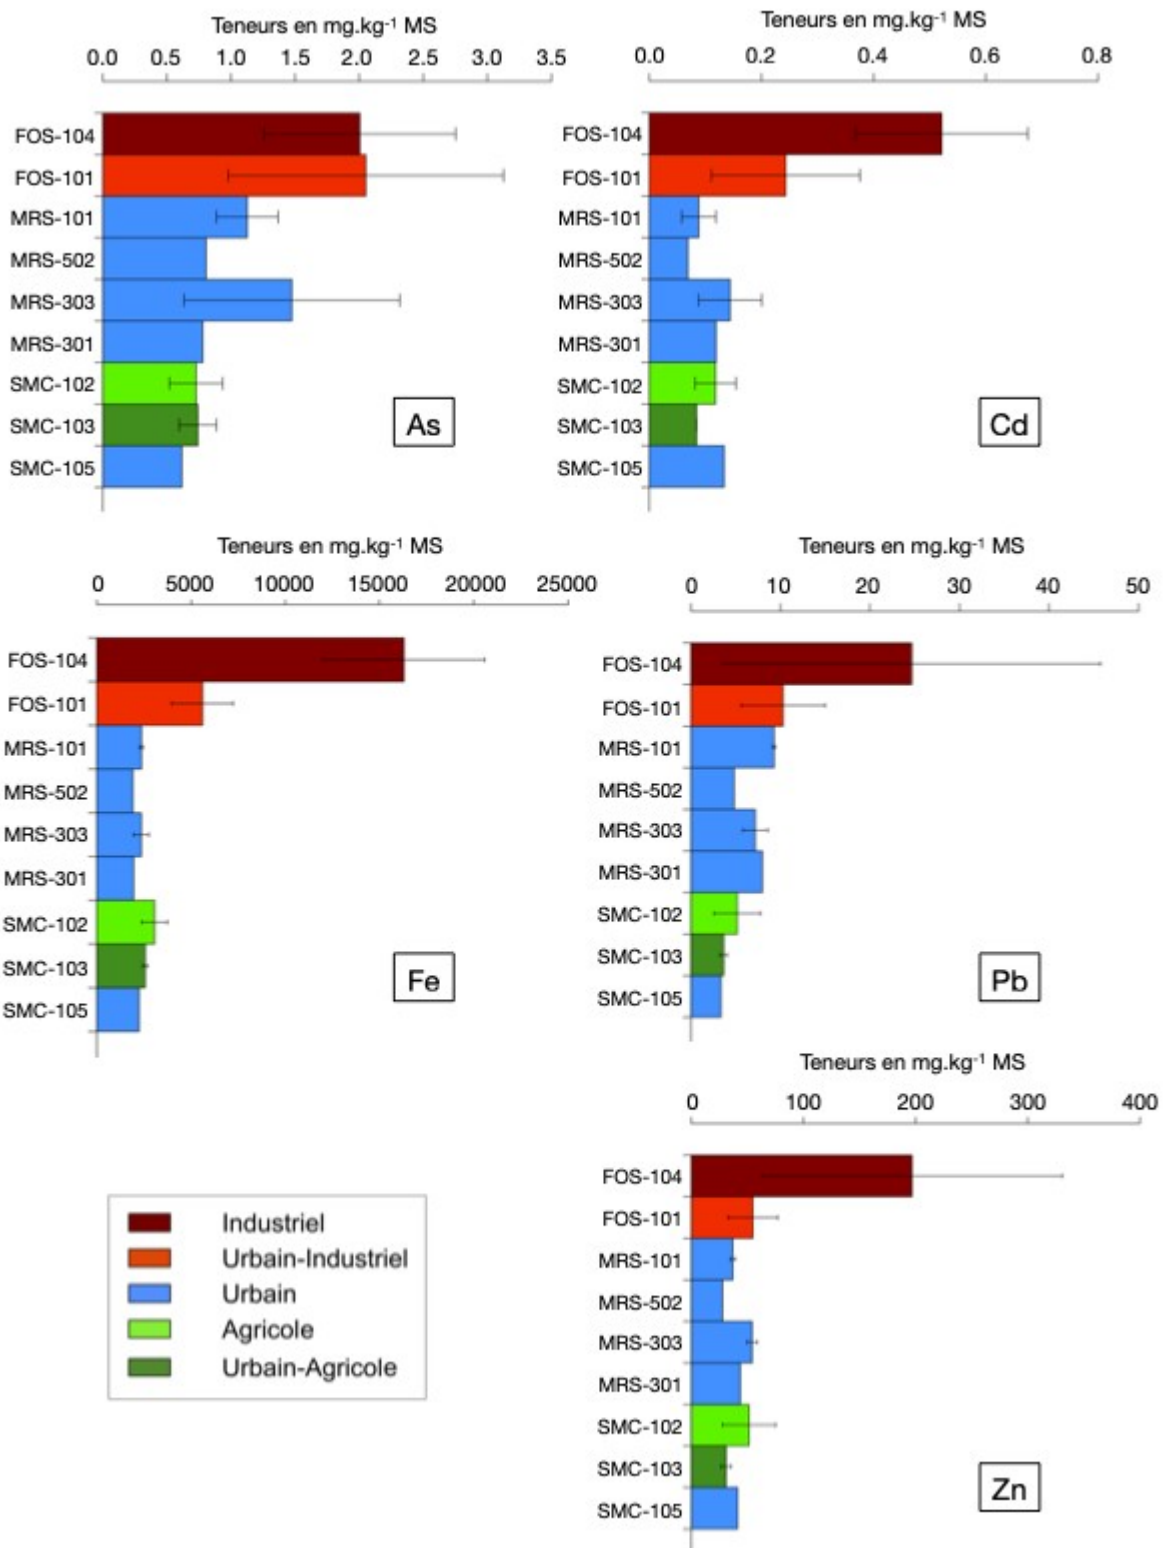 Teneurs en mg.kg⁻¹ MS
0.0 0.5 1.0 1.5 2.0 2.5 3.0 3.5
FOS-104
FOS-101
MRS-101
MRS-502
MRS-303
MRS-301
SMC-102
SMC-103
SMC-105
As
Teneurs en mg.kg⁻¹ MS
0.0 0.2 0.4 0.6 0.8
FOS-104
FOS-101
MRS-101
MRS-502
MRS-303
MRS-301
SMC-102
SMC-103
SMC-105
Cd
Teneurs en mg.kg⁻¹ MS
0 5000 10000 15000 20000 25000
FOS-104
FOS-101
MRS-101
MRS-502
MRS-303
MRS-301
SMC-102
SMC-103
SMC-105
Fe
Teneurs en mg.kg⁻¹ MS
0 10 20 30 40 50
FOS-104
FOS-101
MRS-101
MRS-502
MRS-303
MRS-301
SMC-102
SMC-103
SMC-105
Pb
Teneurs en mg.kg⁻¹ MS
0 100 200 300 400
FOS-104
FOS-101
MRS-101
MRS-502
MRS-303
MRS-301
SMC-102
SMC-103
SMC-105
Zn
Industriel
Urbain-Industriel
Urbain
Agricole
Urbain-Agricole